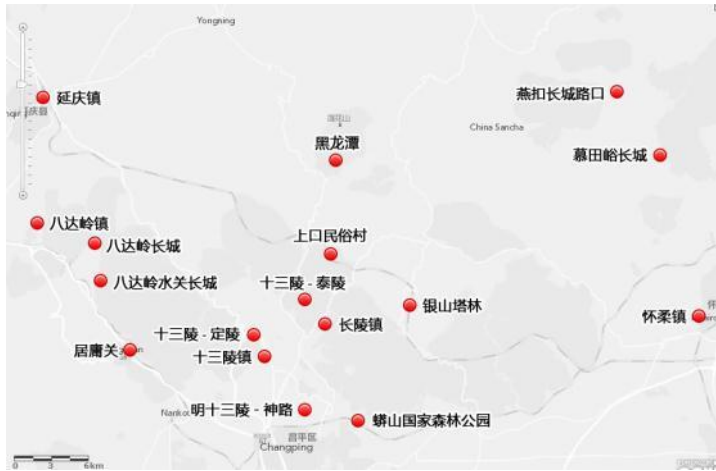 Yongning
延庆镇
燕扣长城路口
China Sancha
黑龙潭
慕田峪长城
八达岭镇
八达岭长城
上口民俗村
八达岭水关长城
十三陵 - 泰陵
银山塔林
长陵镇
怀柔镇
十三陵 - 定陵
居庸关
十三陵镇
明十三陵 - 神路
蟒山国家森林公园
昌平区
Changping
0 3 6km